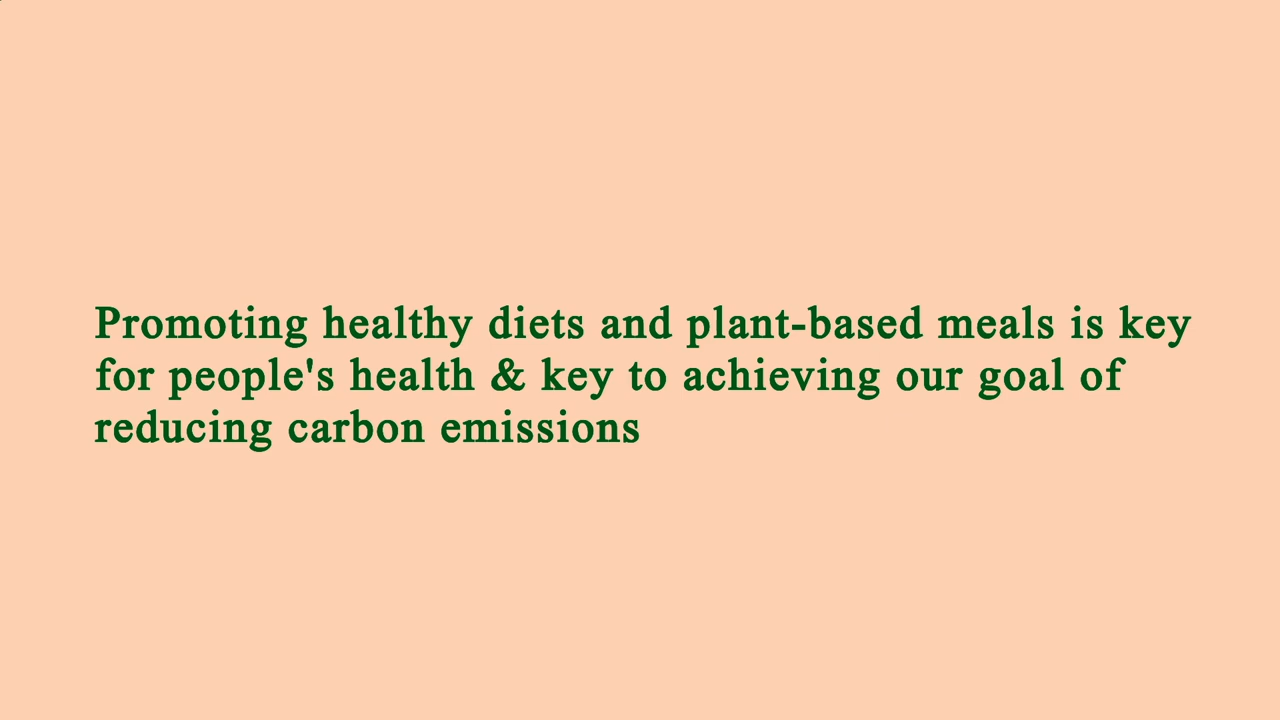 Promoting healthy diets and plant-based meals is key
for people's health & key to achieving our goal of
reducing carbon emissions